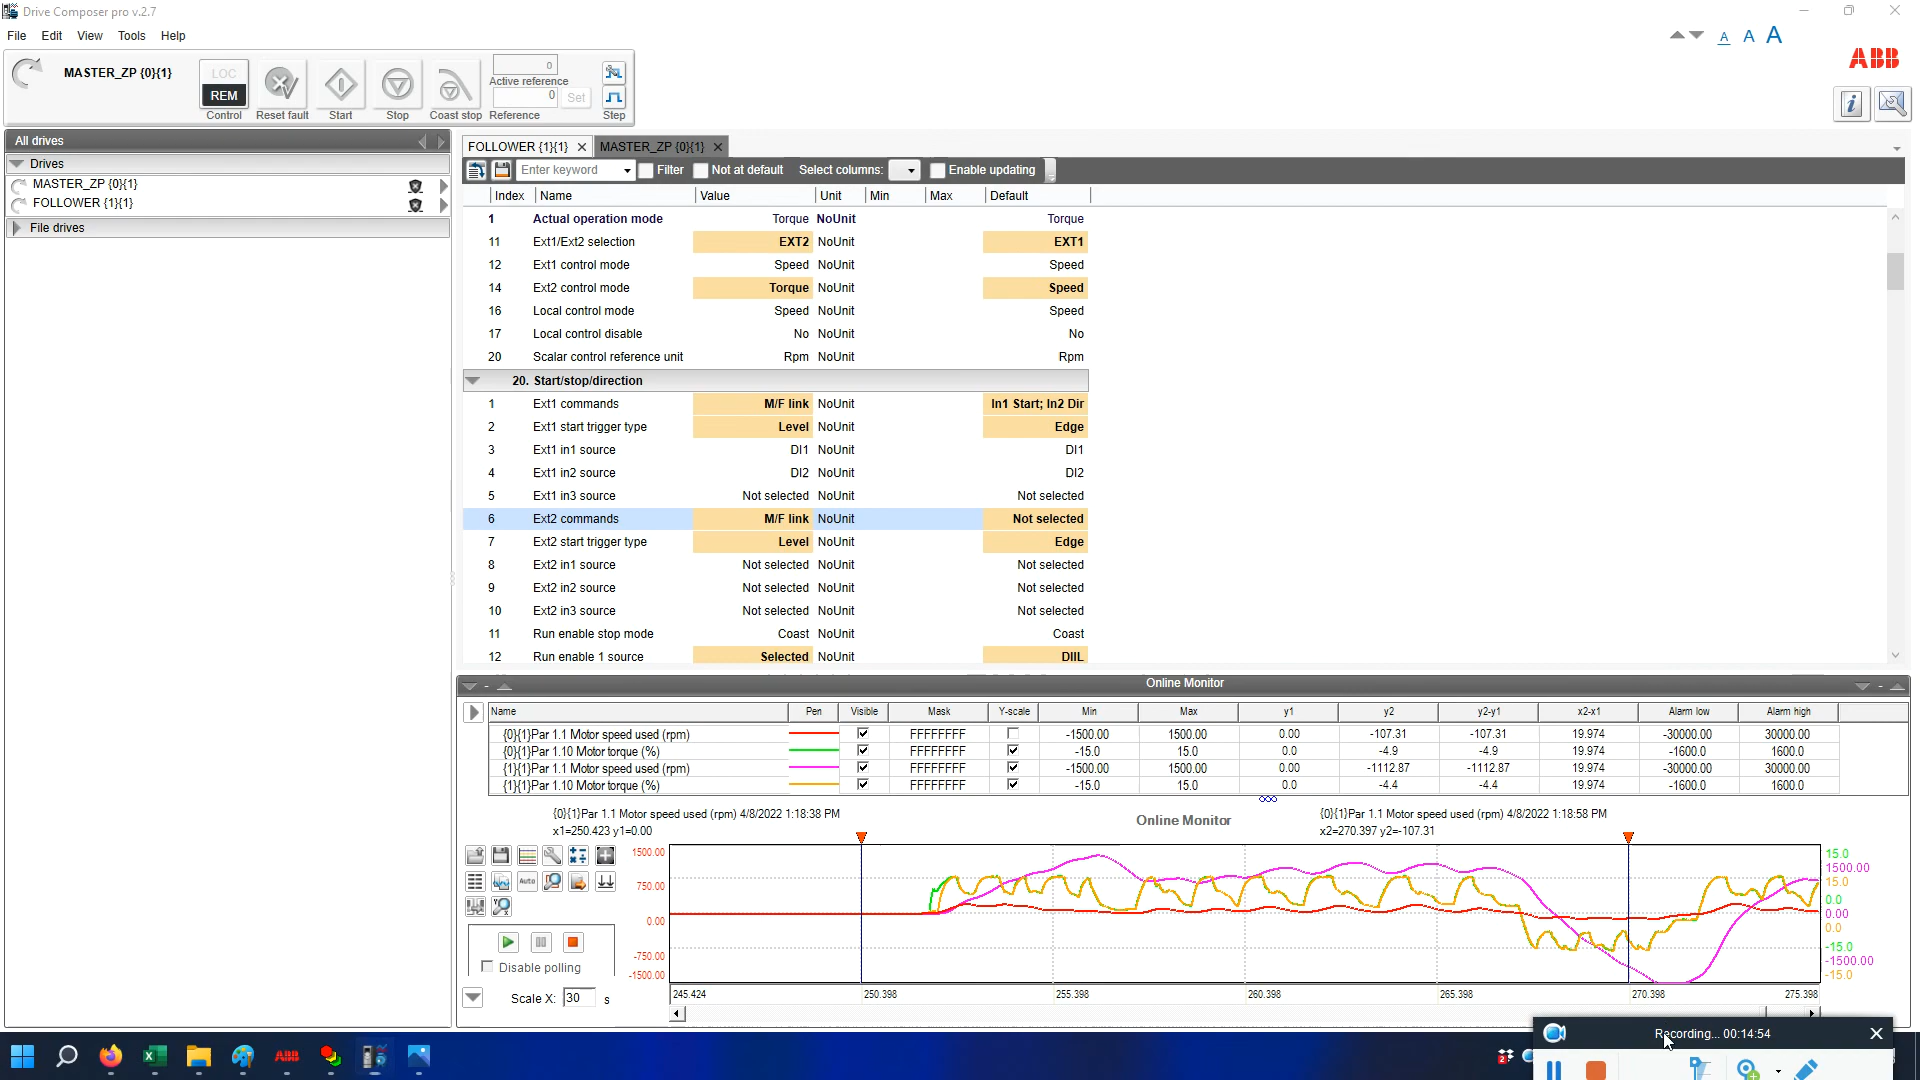 Drive Composer pro v.2.7
File Edit View Tools Help
A A A
ABB
MASTER_ZP {0}{1}
LOC
REM
Control
Reset fault
Start
Stop
Coast stop
0
Active reference
0
Set
Reference
Step
All drives
Drives
MASTER_ZP {0}{1}
FOLLOWER {1}{1}
File drives
FOLLOWER {1}{1} MASTER_ZP {0}{1}
Enter keyword Filter Not at default Select columns: Enable updating
Index Name Value Unit Min Max Default
1 Actual operation mode Torque NoUnit Torque
11 Ext1/Ext2 selection EXT2 NoUnit EXT1
12 Ext1 control mode Speed NoUnit Speed
14 Ext2 control mode Torque NoUnit Speed
16 Local control mode Speed NoUnit Speed
17 Local control disable No NoUnit No
20 Scalar control reference unit Rpm NoUnit Rpm
20. Start/stop/direction
1 Ext1 commands M/F link NoUnit In1 Start; In2 Dir
2 Ext1 start trigger type Level NoUnit Edge
3 Ext1 in1 source DI1 NoUnit DI1
4 Ext1 in2 source DI2 NoUnit DI2
5 Ext1 in3 source Not selected NoUnit Not selected
6 Ext2 commands M/F link NoUnit Not selected
7 Ext2 start trigger type Level NoUnit Edge
8 Ext2 in1 source Not selected NoUnit Not selected
9 Ext2 in2 source Not selected NoUnit Not selected
10 Ext2 in3 source Not selected NoUnit Not selected
11 Run enable stop mode Coast NoUnit Coast
12 Run enable 1 source Selected NoUnit DIIL
Online Monitor
Name Pen Visible Mask Y-scale Min Max y1 y2 y2-y1 x2-x1 Alarm low Alarm high
{0}{1}Par 1.1 Motor speed used (rpm) FFFFFFFF -1500.00 1500.00 0.00 -107.31 -107.31 19.974 -30000.00 30000.00
{0}{1}Par 1.10 Motor torque (%) FFFFFFFF -15.0 15.0 0.0 -4.9 -4.9 19.974 -1600.0 1600.0
{1}{1}Par 1.1 Motor speed used (rpm) FFFFFFFF -1500.00 1500.00 0.00 -1112.87 -1112.87 19.974 -30000.00 30000.00
{1}{1}Par 1.10 Motor torque (%) FFFFFFFF -15.0 15.0 0.0 -4.4 -4.4 19.974 -1600.0 1600.0
{0}{1}Par 1.1 Motor speed used (rpm) 4/8/2022 1:18:38 PM
x1=250.423 y1=0.00
Online Monitor
{0}{1}Par 1.1 Motor speed used (rpm) 4/8/2022 1:18:58 PM
x2=270.397 y2=-107.31
Auto
Disable polling
Scale X: 30 s
1500.00
750.00
0.00
-750.00
-1500.00
15.0
1500.00
15.0
0.0
0.00
0.0
-15.0
-1500.00
-15.0
245.424 250.398 255.398 260.398 265.398 270.398 275.398
Recording... 00:14:54
ABB
2